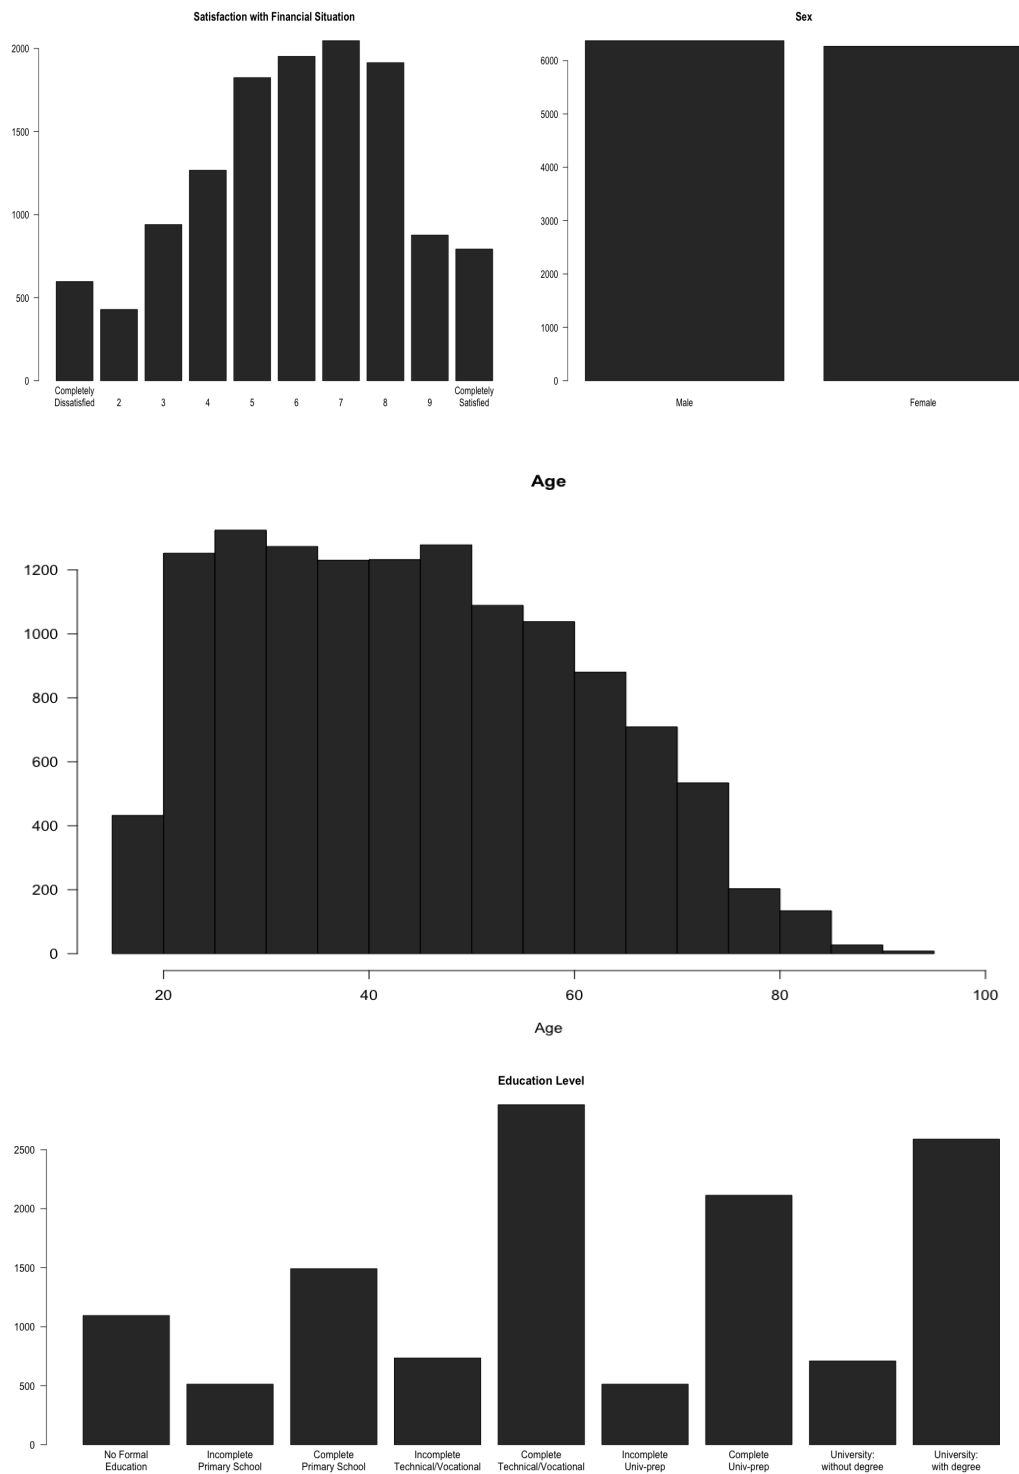 Satisfaction with Financial Situation
2000
1500
1000
500
0
Completely
Dissatisfied 2 3 4 5 6 7 8 9 Completely
Satisfied
Sex
6000
5000
4000
3000
2000
1000
0
Male Female
Age
1200
1000
800
600
400
200
0
20 40 60 80 100
Age
Education Level
2500
2000
1500
1000
500
0
No Formal Incomplete Complete Incomplete Complete Incomplete Complete University: University:
Education Primary School Primary School Technical/Vocational Technical/Vocational Univ-prep Univ-prep without degree with degree